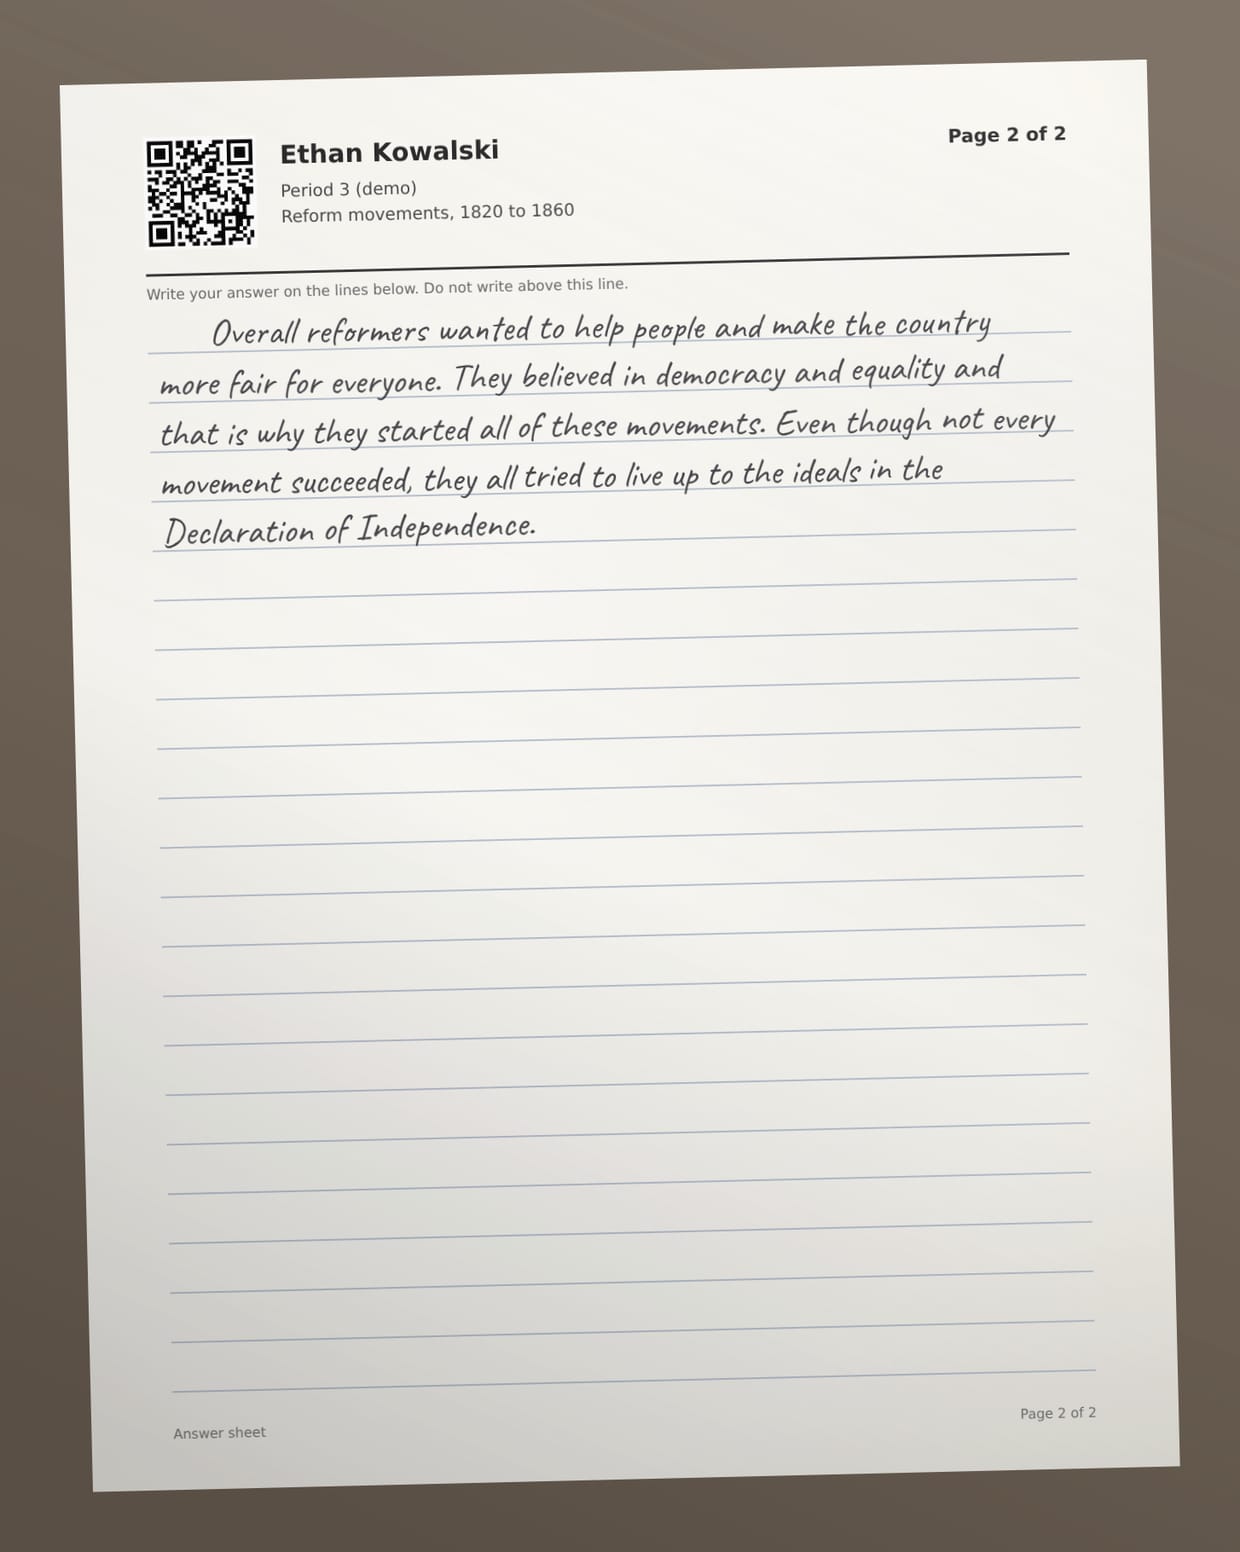 Ethan Kowalski
Page 2 of 2
Period 3 (demo)
Reform movements, 1820 to 1860
Write your answer on the lines below. Do not write above this line.
Overall reformers wanted to help people and make the country
more fair for everyone. They believed in democracy and equality and
that is why they started all of these movements. Even though not every
movement succeeded, they all tried to live up to the ideals in the
Declaration of Independence.
Answer sheet
Page 2 of 2